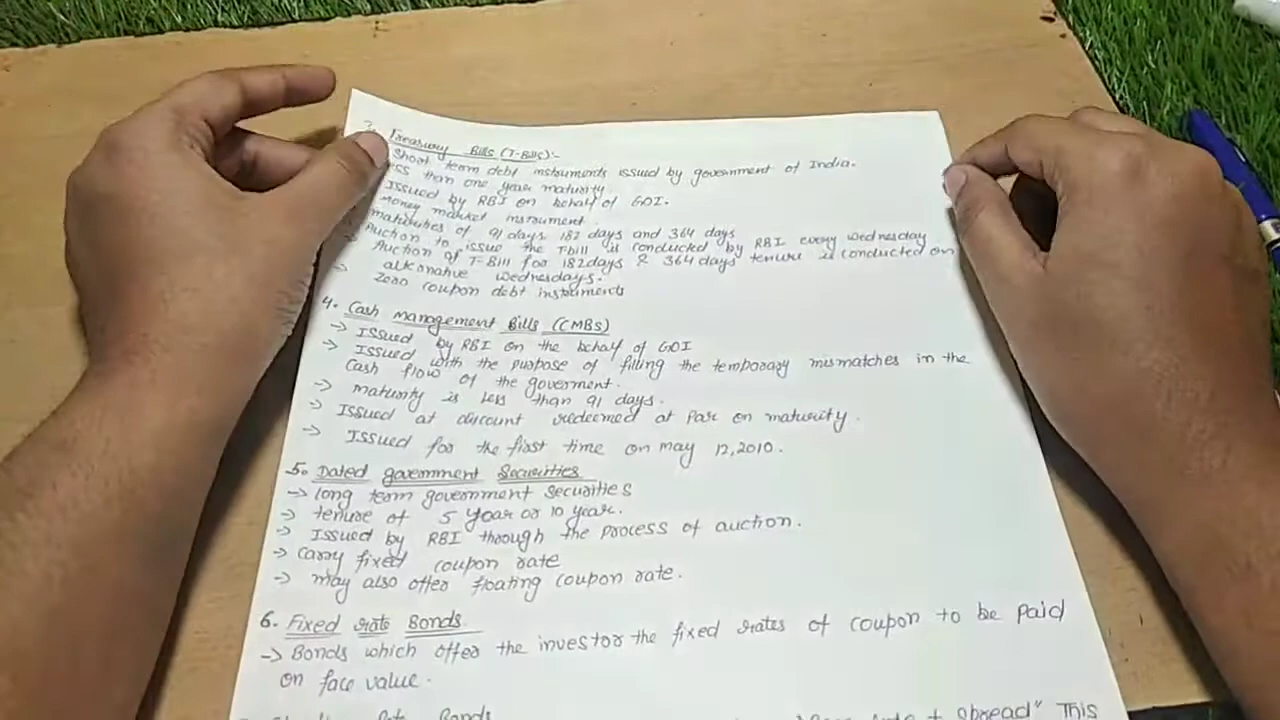 3. Treasury Bills (T-Bills):-
Short term debt instruments issued by government of India.
than one year maturity
Issued by RBI on behalf of GOI.
money market instrument.
maturities of 91 days 182 days and 364 days
Auction to issue the Tbill is conducted by RBI every wednesday
Auction of T-Bill for 182days & 364days tenure is conducted on
alternative wednesdays.
-> Zero coupon debt instruments
4. Cash management Bills (CMBs)
-> Issued by RBI on the behalf of GOI
-> Issued with the purpose of filling the temporary mismatches in the
Cash flow of the goverment.
-> maturity is less than 91 days.
-> Issued at discount redeemed at Par on maturity.
-> Issued for the first time on may 12,2010.
5. Dated government Securities
-> long term government securities
-> tenure of 5 year or 10 year.
-> Issued by RBI through the process of auction.
-> Carry fixed coupon rate
-> may also offer floating coupon rate.
6. Fixed rate Bonds
-> Bonds which offer the investor the fixed rates of coupon to be paid
on face value.
Rate Bonds
+ spread" This